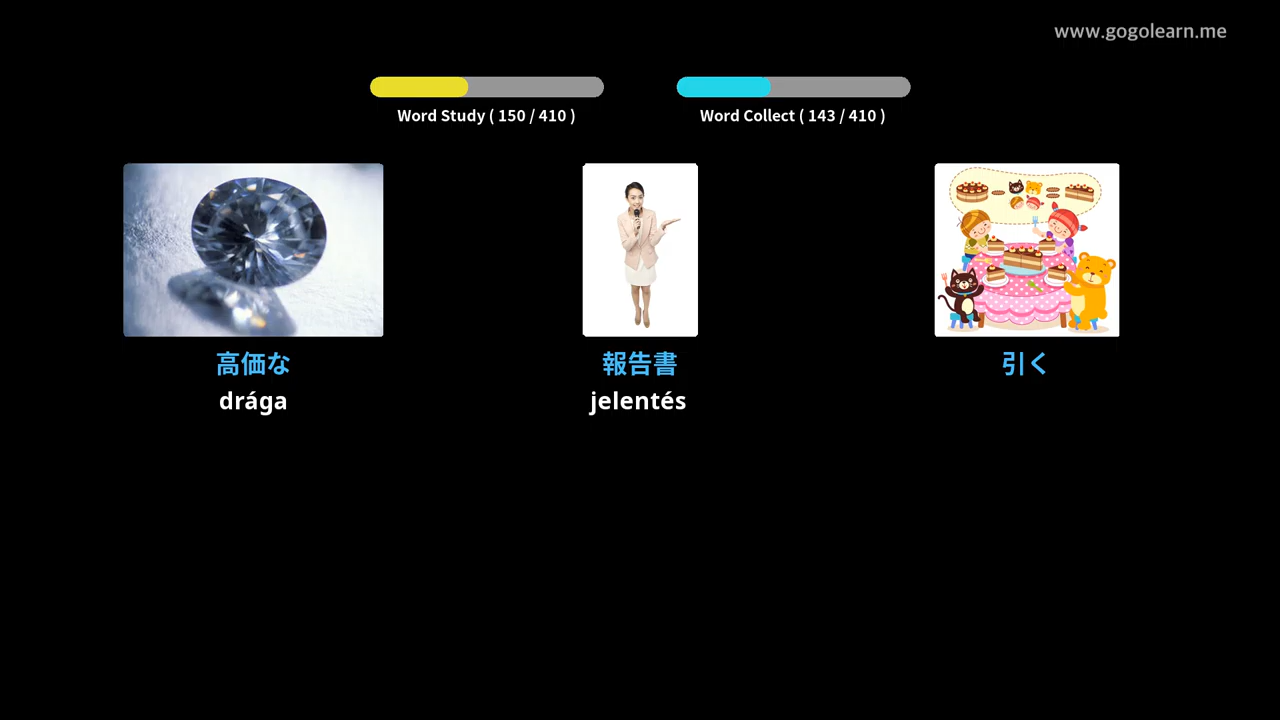 www.gogolearn.me
Word Study ( 150 / 410 )
Word Collect ( 143 / 410 )
高価な
drága
報告書
jelentés
引く